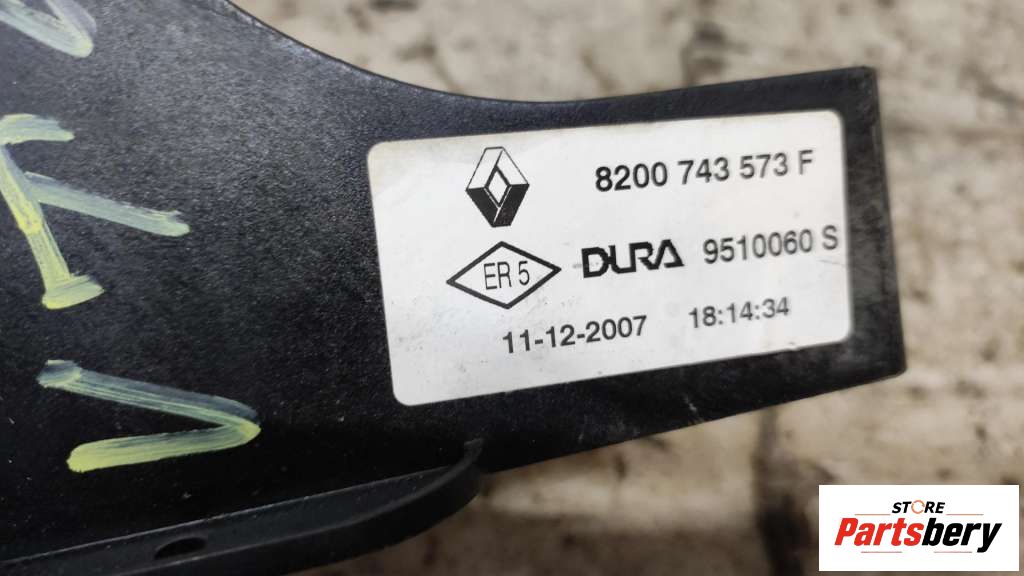 8200 743 573 F
ER 5 DURA 9510060 S
11-12-2007 18:14:34
STORE
Partsbery